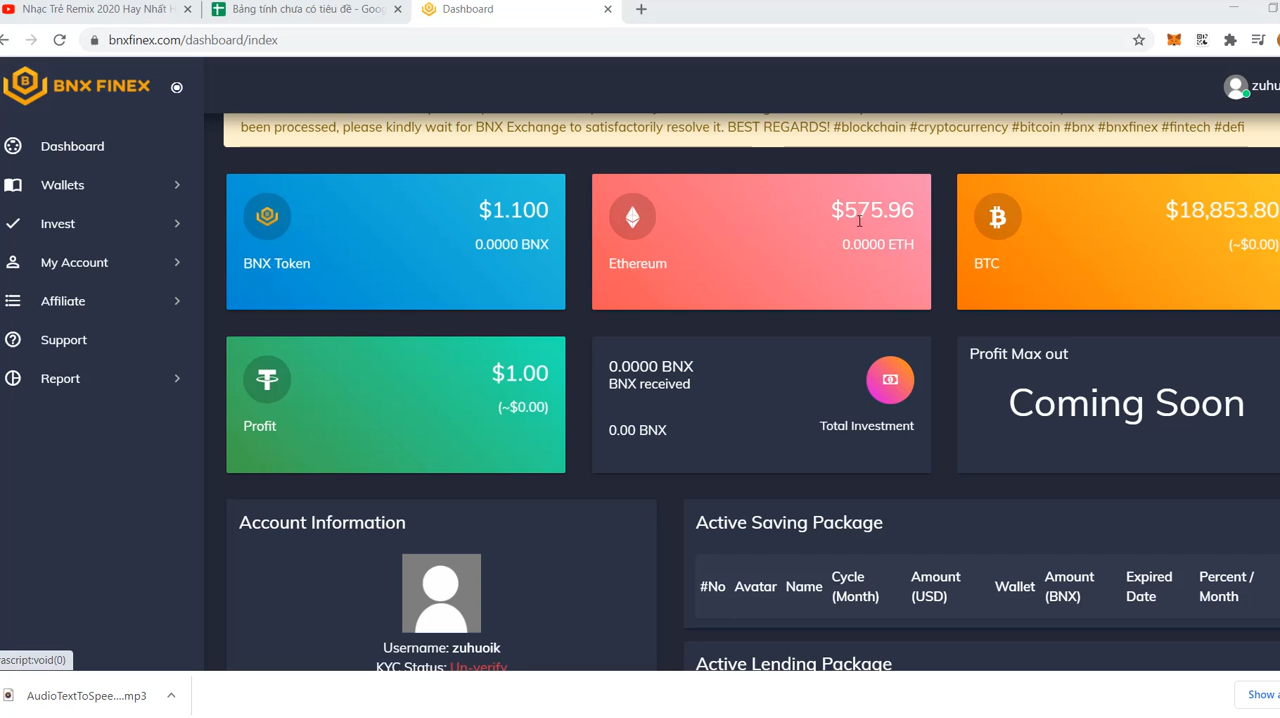 Nhạc Trẻ Remix 2020 Hay Nhất H
Bảng tính chưa có tiêu đề - Goog
Dashboard
bnxfinex.com/dashboard/index
BNX FINEX
zuhu
been processed, please kindly wait for BNX Exchange to satisfactorily resolve it. BEST REGARDS! #blockchain #cryptocurrency #bitcoin #bnx #bnxfinex #fintech #defi
Dashboard
Wallets
Invest
My Account
Affiliate
Support
Report
$1.100
0.0000 BNX
BNX Token
$575.96
0.0000 ETH
Ethereum
$18,853.80
(~$0.00)
BTC
$1.00
(~$0.00)
Profit
0.0000 BNX
BNX received
0.00 BNX
Total Investment
Profit Max out
Coming Soon
Account Information
Username: zuhuoik
KYC Status: Un-verify
Active Saving Package
#No Avatar Name Cycle (Month) Amount (USD) Wallet Amount (BNX) Expired Date Percent / Month
Active Lending Package
ascript:void(0)
AudioTextToSpee....mp3
Show a